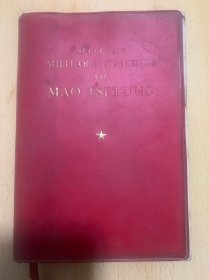 SELECTED
MILITARY WRITINGS
OF
MAO TSETUNG